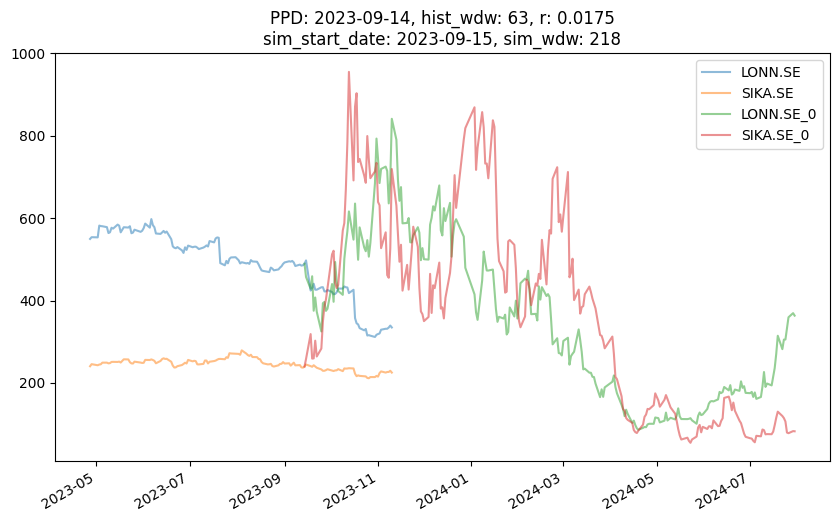 PPD: 2023-09-14, hist_wdw: 63, r: 0.0175
sim_start_date: 2023-09-15, sim_wdw: 218
1000
800
600
400
200
LONN.SE
SIKA.SE
LONN.SE_0
SIKA.SE_0
2023-05
2023-07
2023-09
2023-11
2024-01
2024-03
2024-05
2024-07